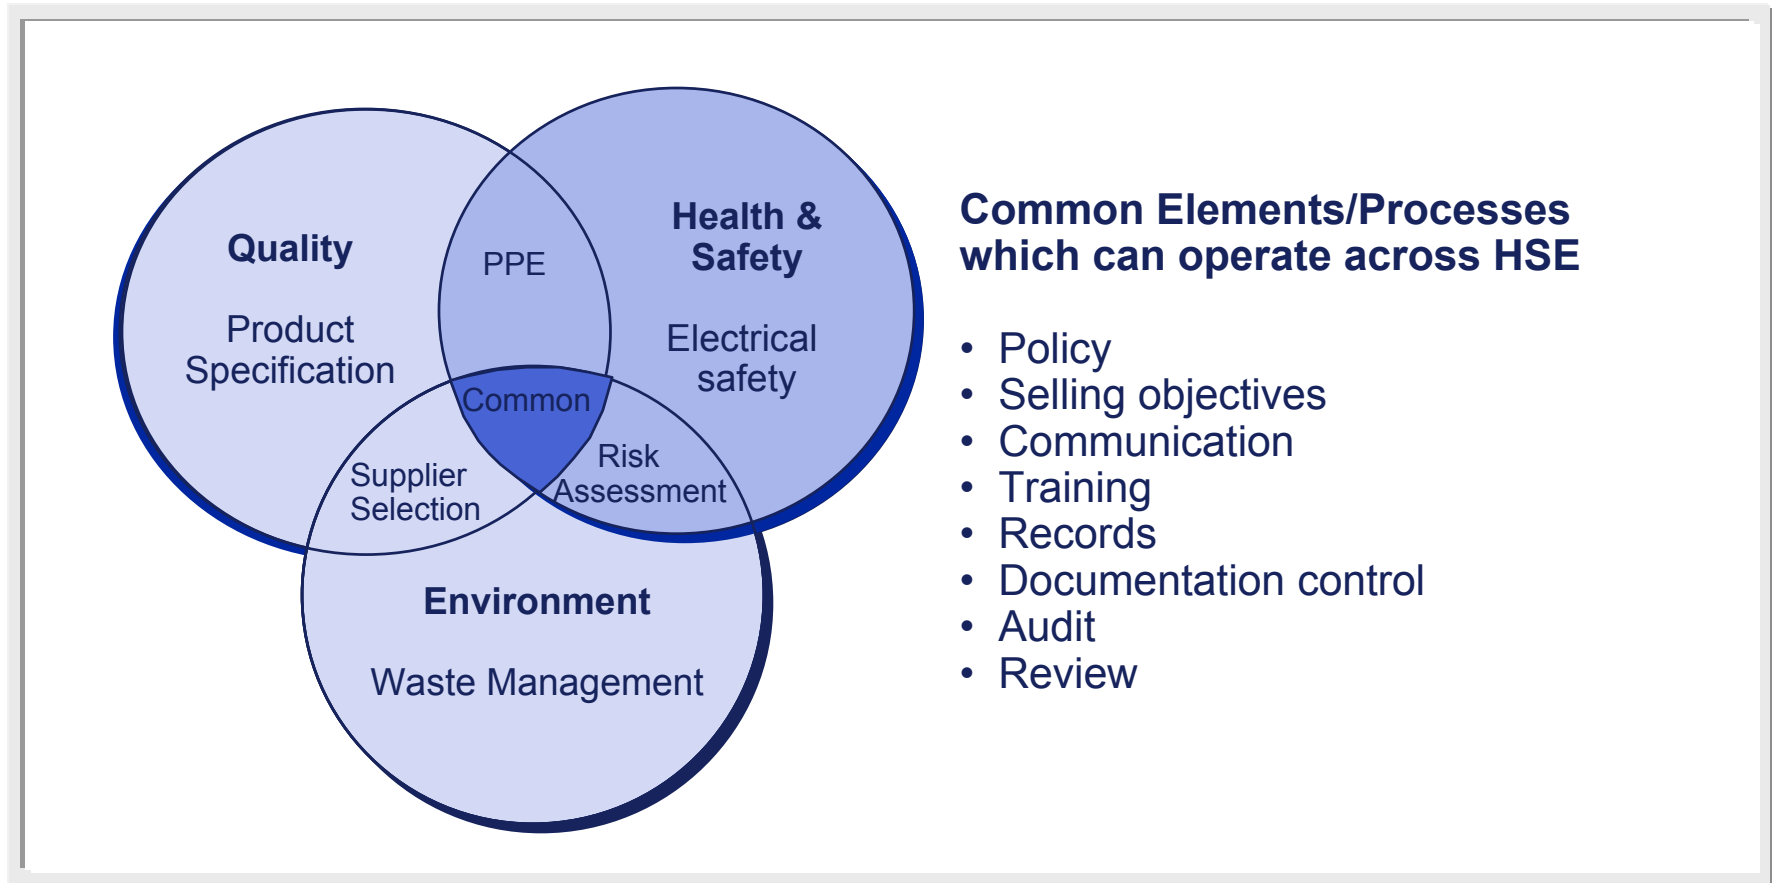 Quality
Product
Specification
PPE
Health &
Safety
Electrical
safety
Common
Supplier
Selection
Risk
Assessment
Environment
Waste Management
Common Elements/Processes
which can operate across HSE
• Policy
• Selling objectives
• Communication
• Training
• Records
• Documentation control
• Audit
• Review